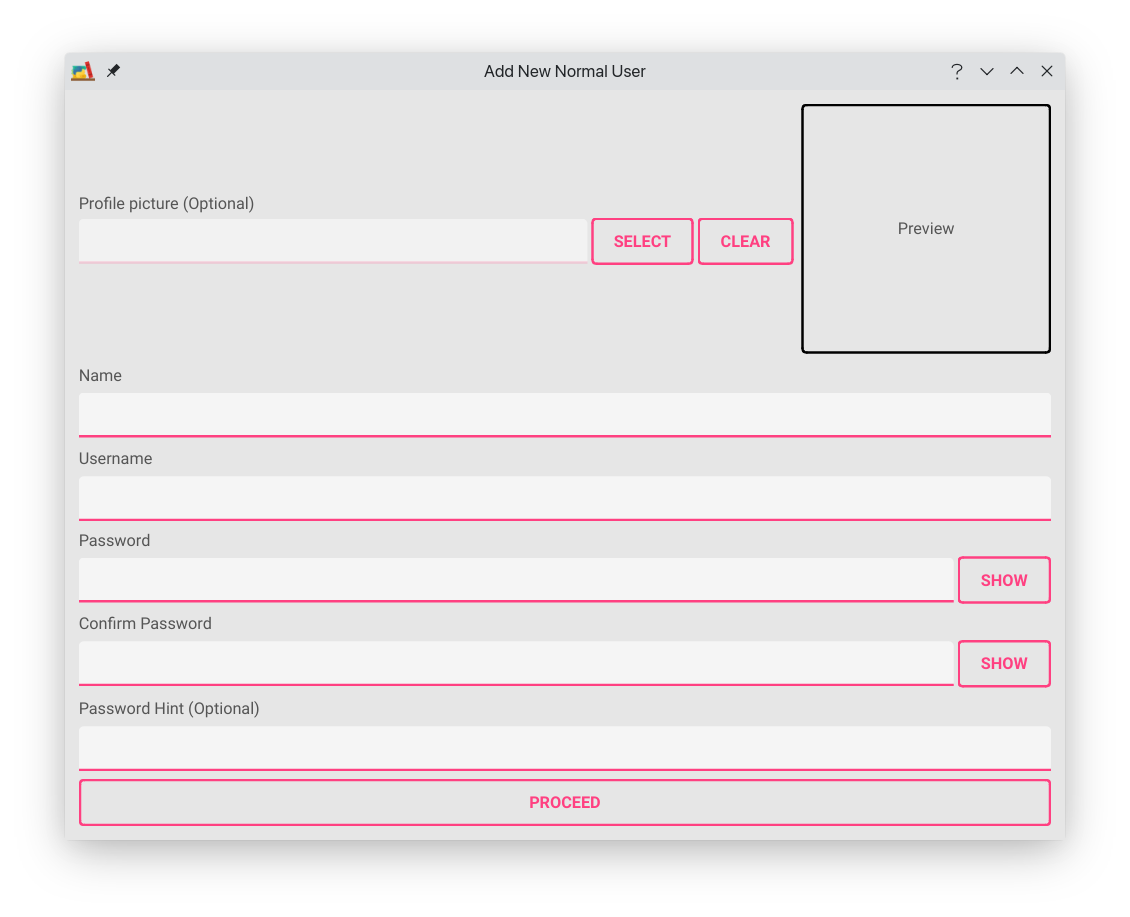 Add New Normal User
Profile picture (Optional)
SELECT
CLEAR
Preview
Name
Username
Password
SHOW
Confirm Password
SHOW
Password Hint (Optional)
PROCEED